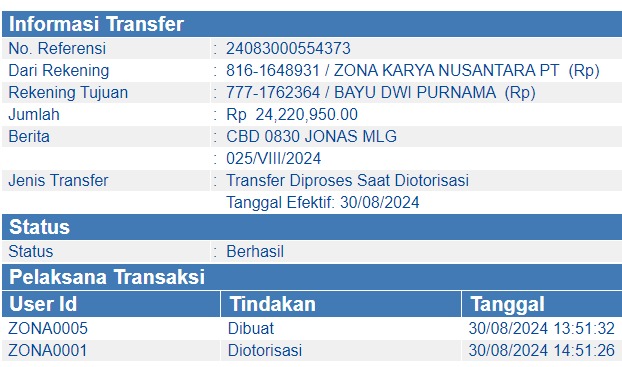 Informasi Transfer
No. Referensi : 24083000554373
Dari Rekening : 816-1648931 / ZONA KARYA NUSANTARA PT (Rp)
Rekening Tujuan : 777-1762364 / BAYU DWI PURNAMA (Rp)
Jumlah : Rp 24,220,950.00
Berita : CBD 0830 JONAS MLG
: 025/VIII/2024
Jenis Transfer : Transfer Diproses Saat Diotorisasi
Tanggal Efektif: 30/08/2024
Status
Status : Berhasil
Pelaksana Transaksi
User Id Tindakan Tanggal
ZONA0005 Dibuat 30/08/2024 13:51:32
ZONA0001 Diotorisasi 30/08/2024 14:51:26